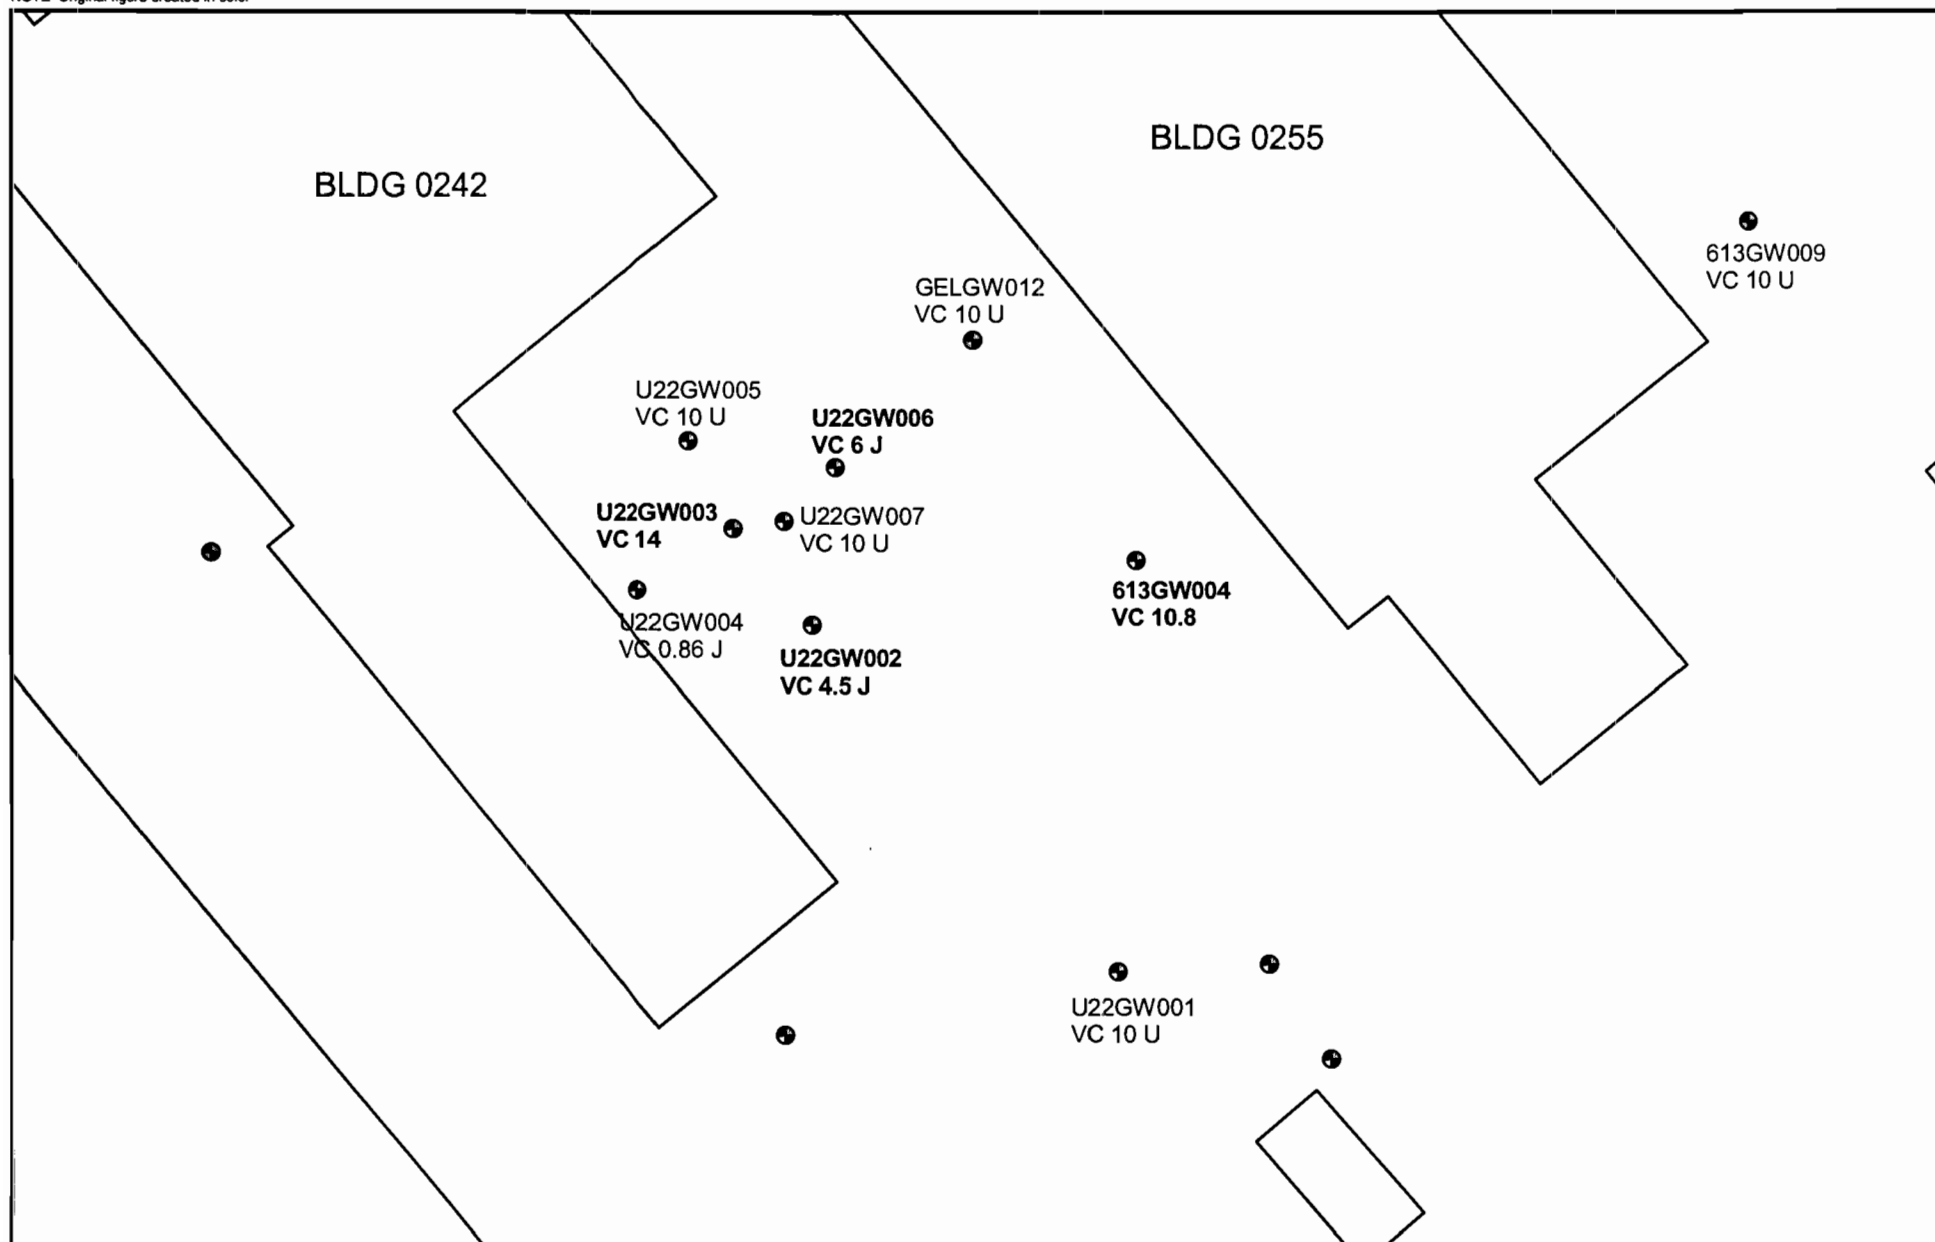 BLDG 0255
BLDG 0242
613GW009
VC 10 U
GELGW012
VC 10 U
U22GW005
VC 10 U
U22GW006
VC 6 J
U22GW003
VC 14
U22GW007
VC 10 U
613GW004
VC 10.8
U22GW004
VC 0.86 J
U22GW002
VC 4.5 J
U22GW001
VC 10 U